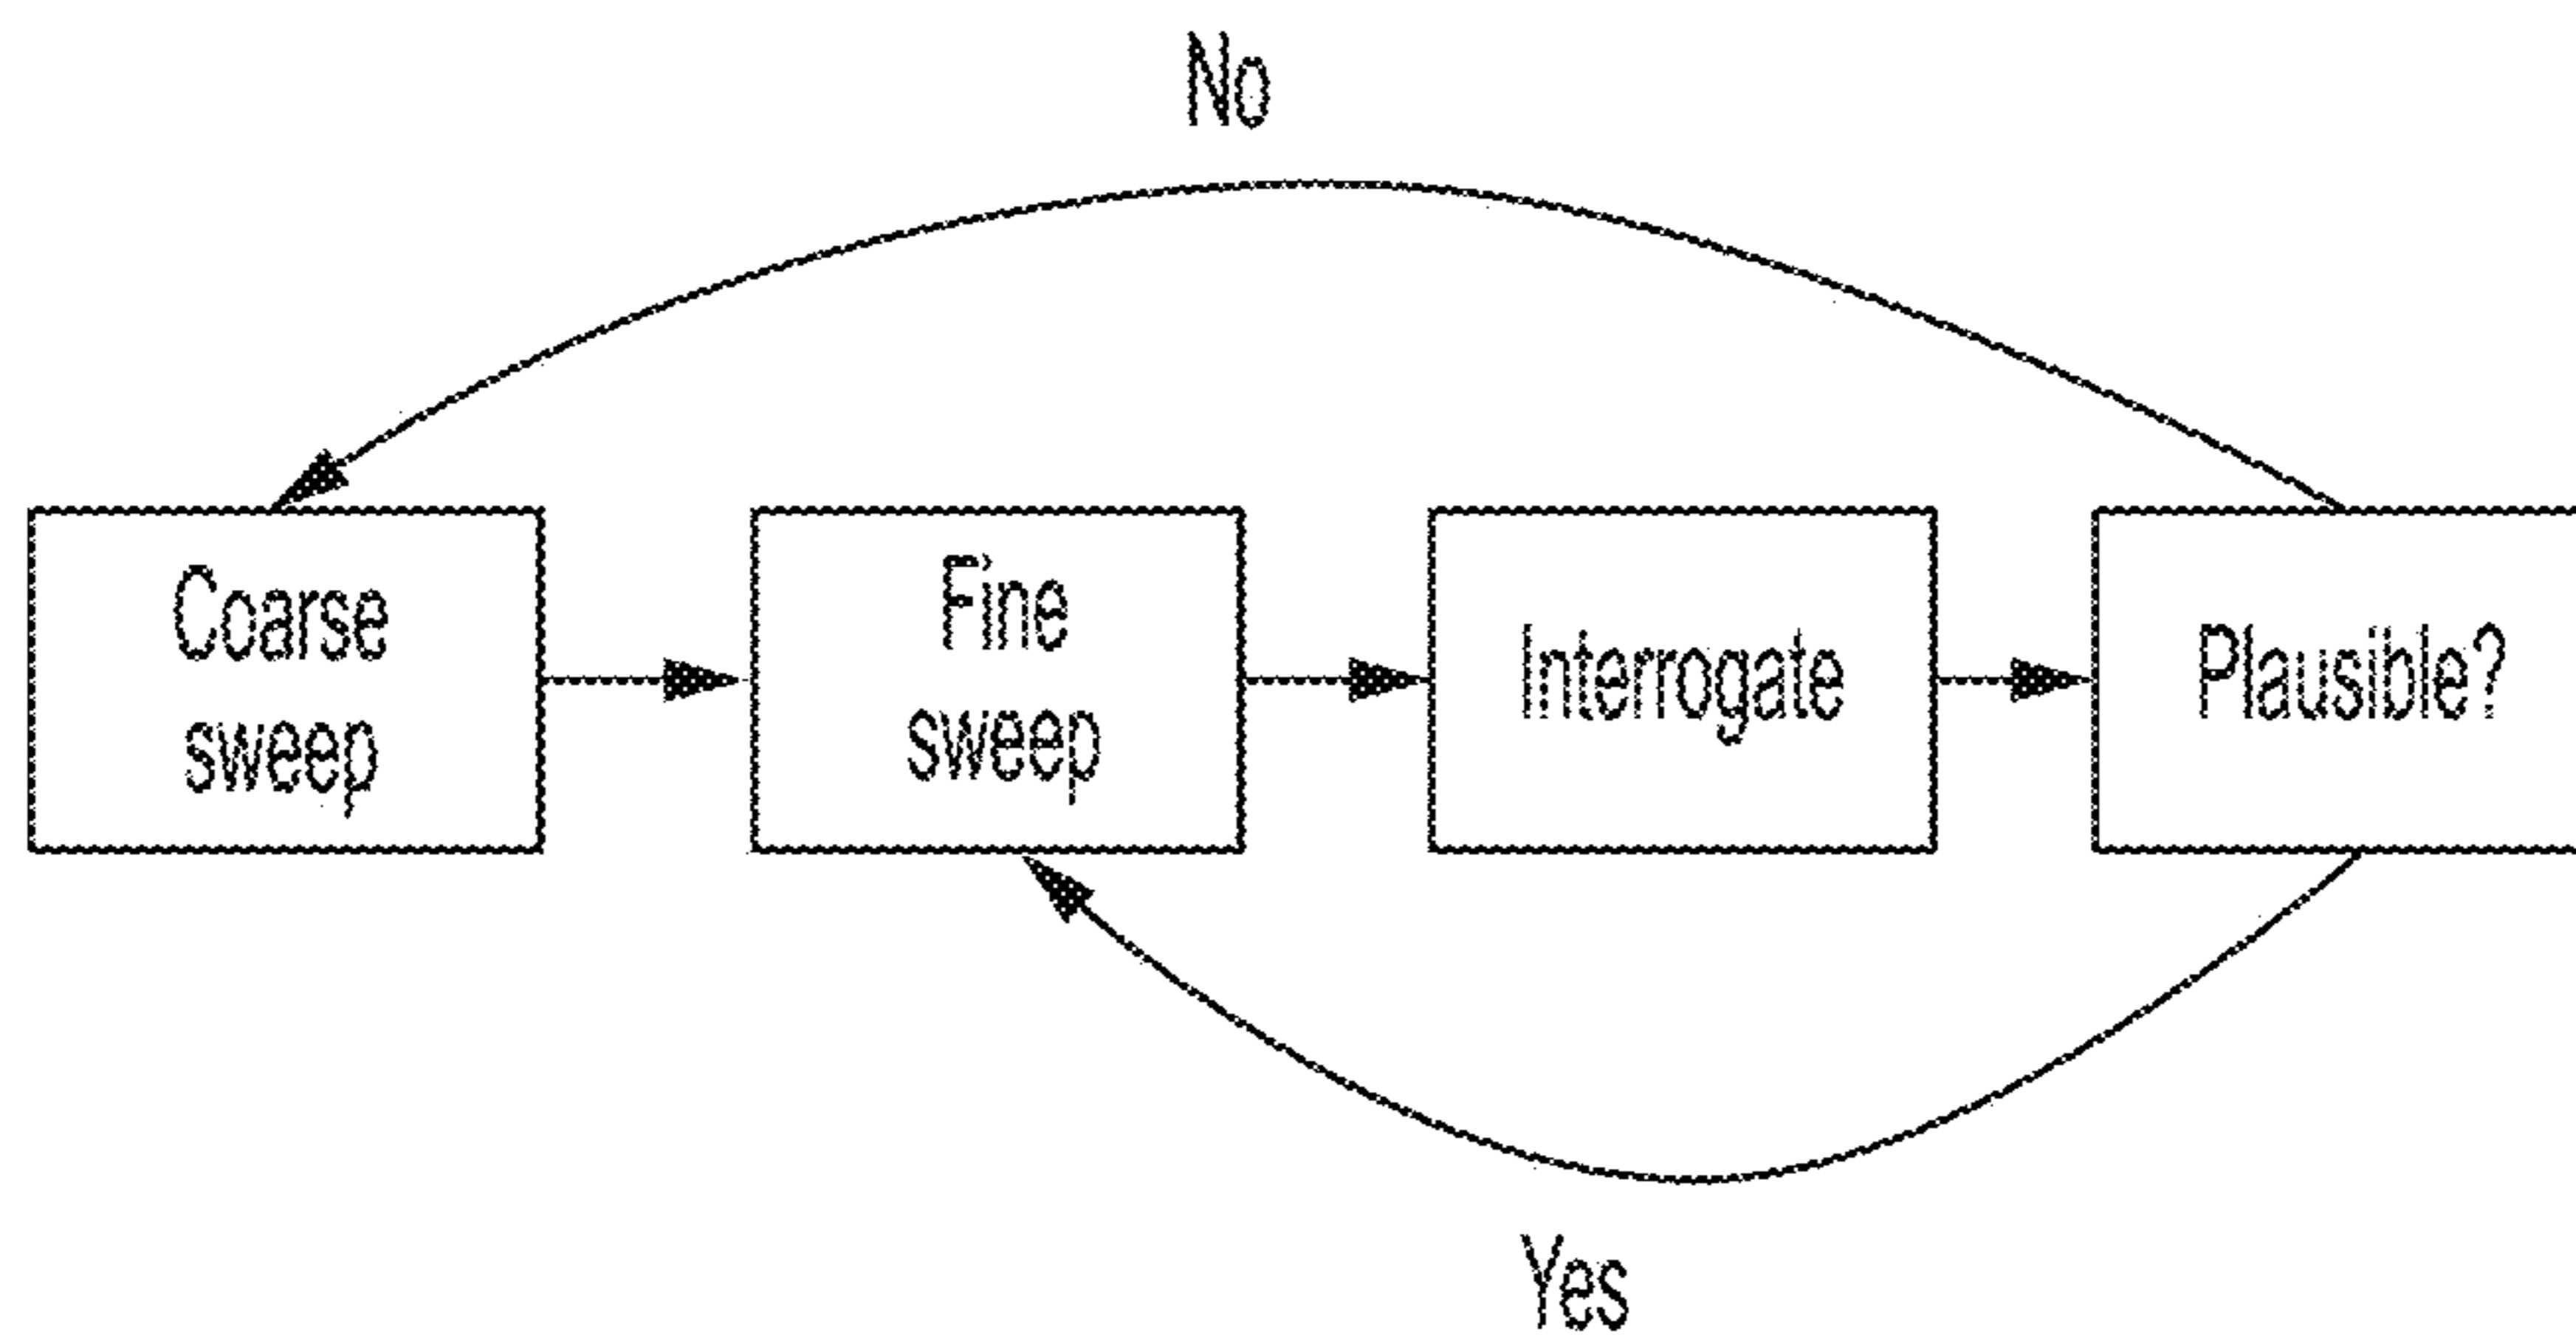 No
Coarse
sweep
Fine
sweep
Interrogate
Plausible?
Yes